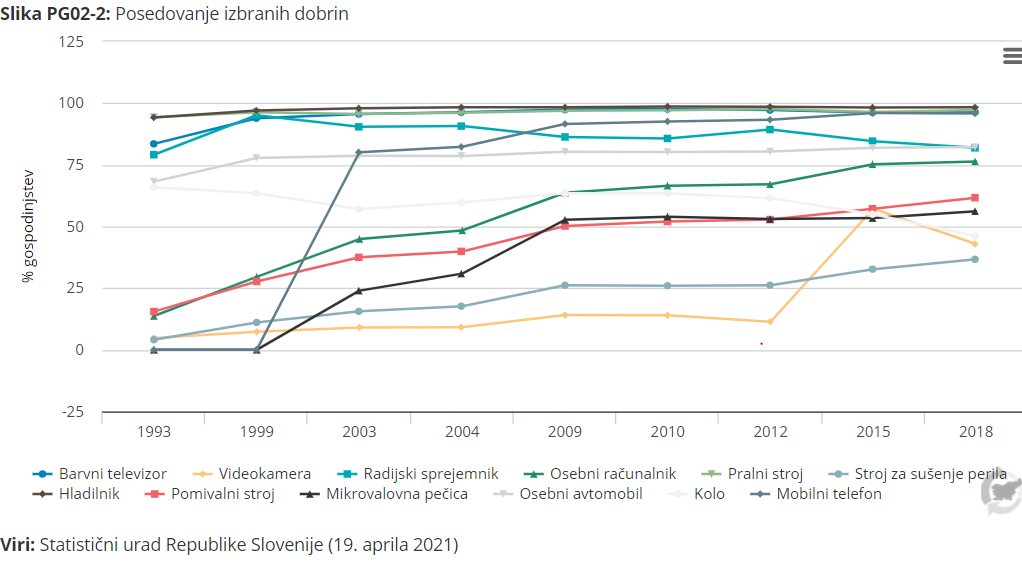 Slika PG02-2: Posedovanje izbranih dobrin
125
100
75
50
25
0
-25
% gospodinjstev
1993 1999 2003 2004 2009 2010 2012 2015 2018
Barvni televizor Videokamera Radijski sprejemnik Osebni računalnik Pralni stroj Stroj za sušenje perila
Hladilnik Pomivalni stroj Mikrovalovna pečica Osebni avtomobil Kolo Mobilni telefon
Viri: Statistični urad Republike Slovenije (19. aprila 2021)